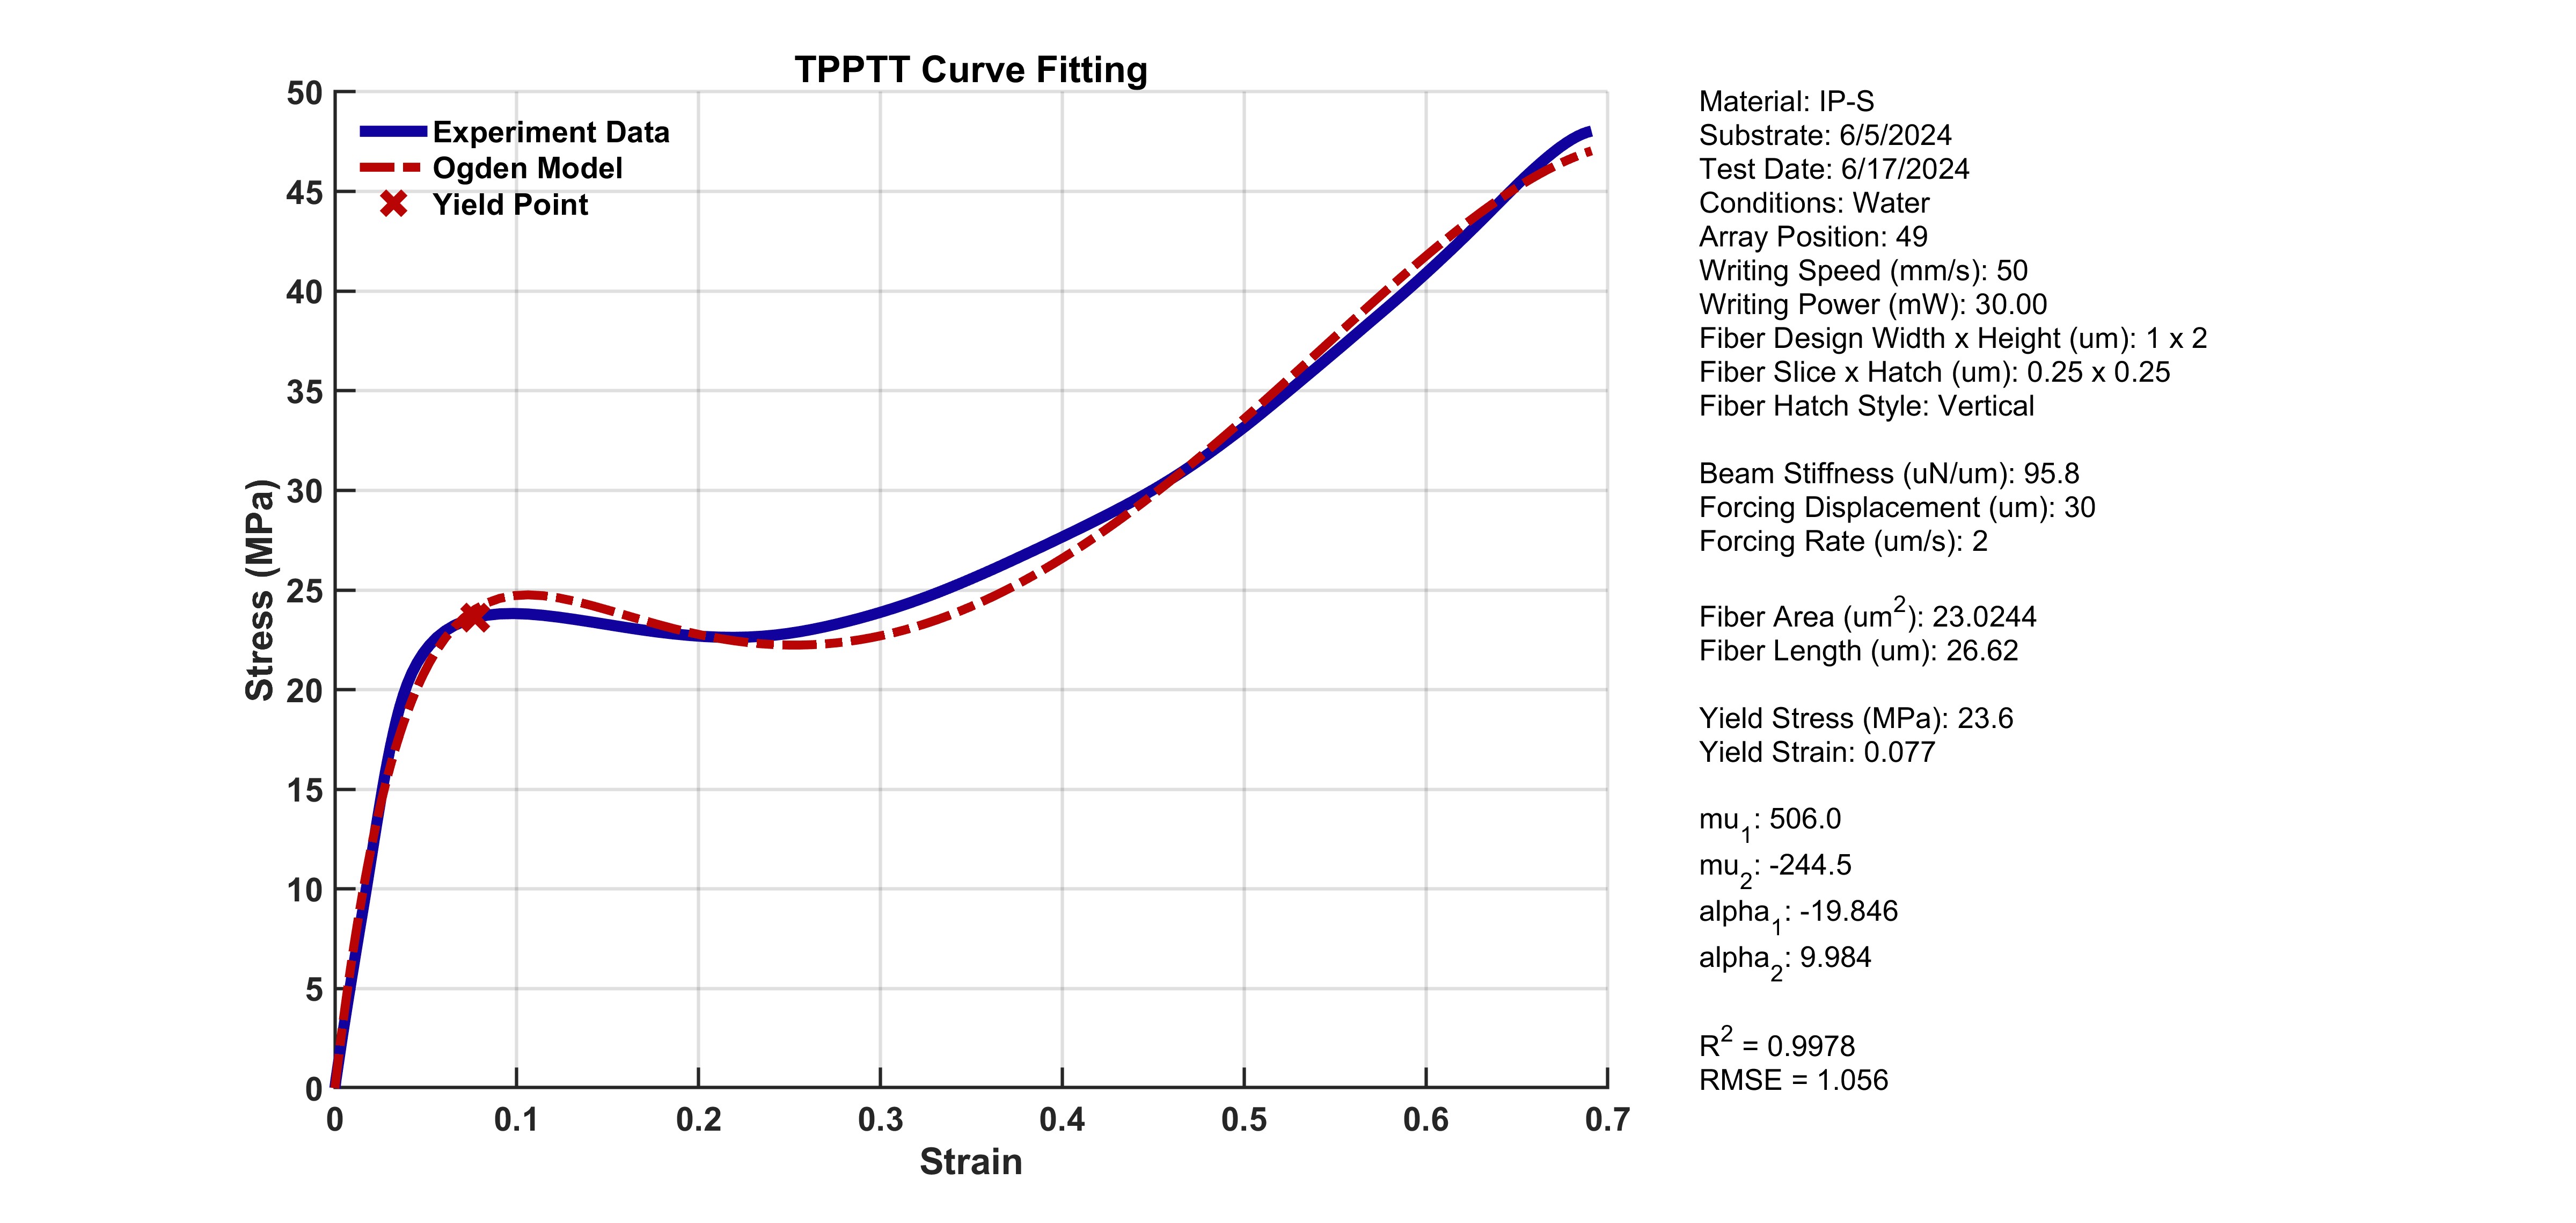 TPPTT Curve Fitting
50
45
40
35
30
25
20
15
10
5
0
Stress (MPa)
Experiment Data
Ogden Model
Yield Point
0 0.1 0.2 0.3 0.4 0.5 0.6 0.7
Strain
Material: IP-S
Substrate: 6/5/2024
Test Date: 6/17/2024
Conditions: Water
Array Position: 49
Writing Speed (mm/s): 50
Writing Power (mW): 30.00
Fiber Design Width x Height (um): 1 x 2
Fiber Slice x Hatch (um): 0.25 x 0.25
Fiber Hatch Style: Vertical
Beam Stiffness (uN/um): 95.8
Forcing Displacement (um): 30
Forcing Rate (um/s): 2
Fiber Area (um²): 23.0244
Fiber Length (um): 26.62
Yield Stress (MPa): 23.6
Yield Strain: 0.077
mu₁: 506.0
mu₂: -244.5
alpha₁: -19.846
alpha₂: 9.984
R² = 0.9978
RMSE = 1.056